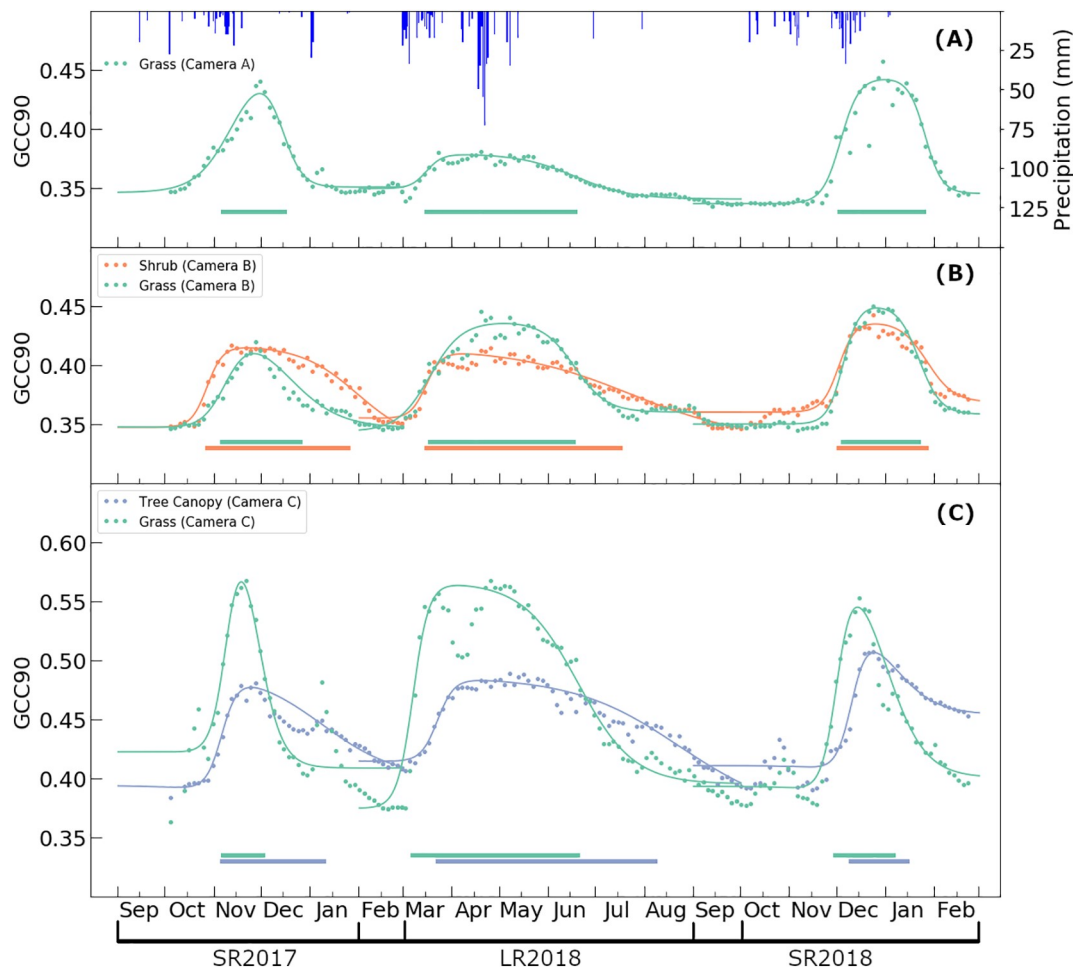 (A)
Grass (Camera A)
0.45
0.40
0.35
GCC90
25
50
75
100
125
Precipitation (mm)
(B)
Shrub (Camera B)
Grass (Camera B)
0.45
0.40
0.35
GCC90
(C)
Tree Canopy (Camera C)
Grass (Camera C)
0.60
0.55
0.50
0.45
0.40
0.35
GCC90
Sep Oct Nov Dec Jan Feb Mar Apr May Jun Jul Aug Sep Oct Nov Dec Jan Feb
SR2017 LR2018 SR2018